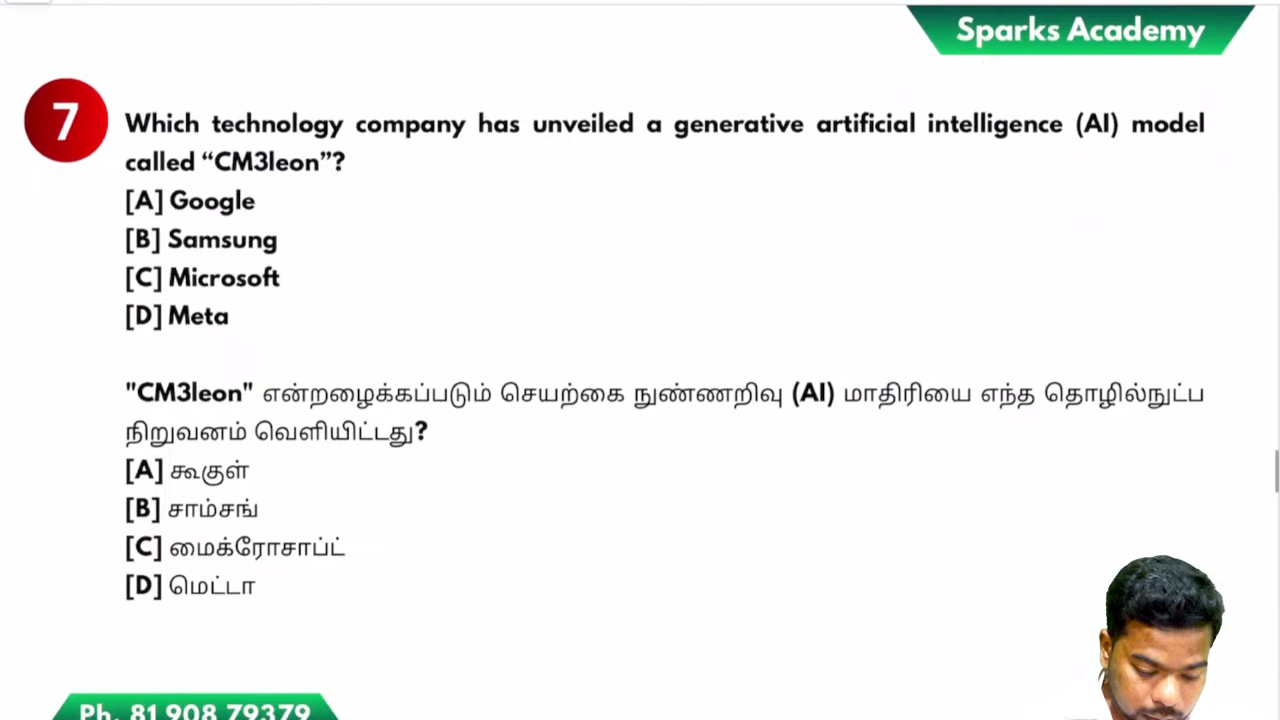 Sparks Academy
7
Which technology company has unveiled a generative artificial intelligence (AI) model
called “CM3leon”?
[A] Google
[B] Samsung
[C] Microsoft
[D] Meta
"CM3leon" என்றழைக்கப்படும் செயற்கை நுண்ணறிவு (AI) மாதிரியை எந்த தொழில்நுட்ப
நிறுவனம் வெளியிட்டது?
[A] கூகுள்
[B] சாம்சங்
[C] மைக்ரோசாப்ட்
[D] மெட்டா
Ph. 81 908 79379